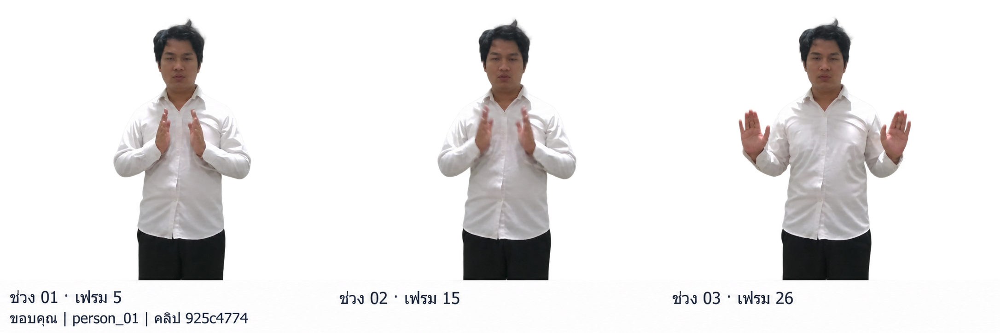 ช่วง 01 · เฟรม 5
ช่วง 02 · เฟรม 15
ช่วง 03 · เฟรม 26
ขอบคุณ | person_01 | คลิป 925c4774